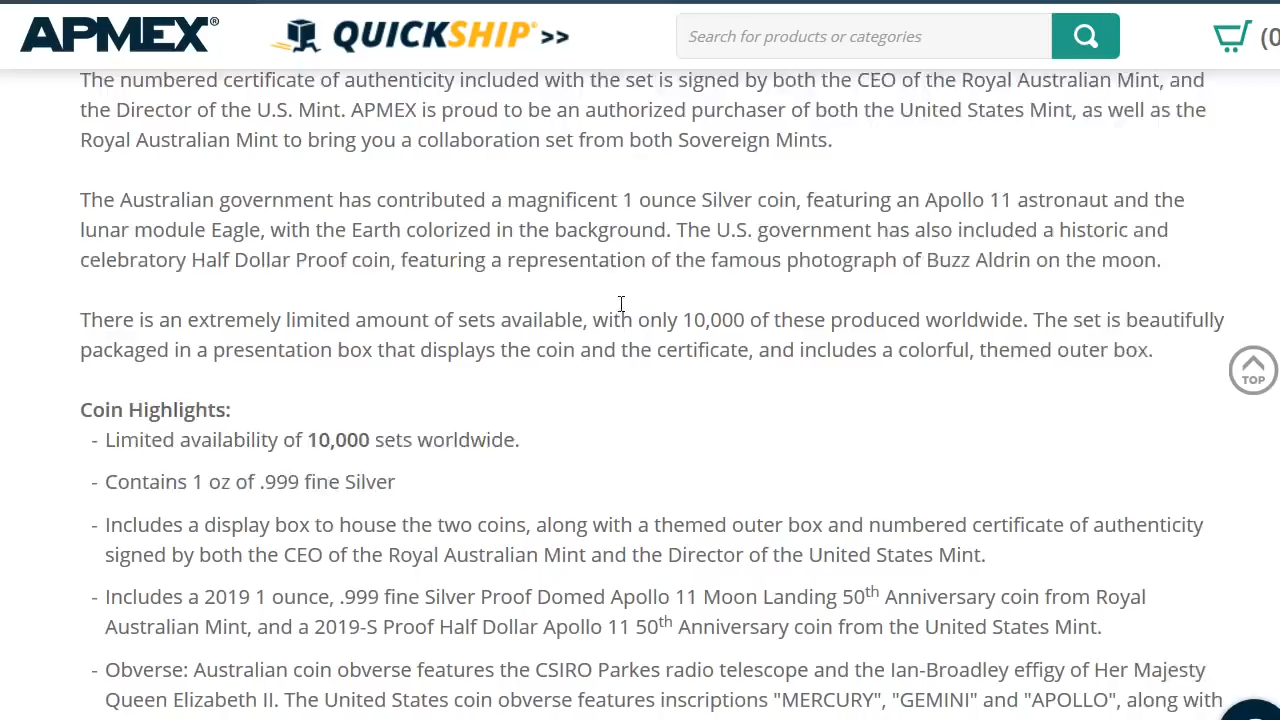 APMEX® QUICKSHIP® >> Search for products or categories (0
The numbered certificate of authenticity included with the set is signed by both the CEO of the Royal Australian Mint, and
the Director of the U.S. Mint. APMEX is proud to be an authorized purchaser of both the United States Mint, as well as the
Royal Australian Mint to bring you a collaboration set from both Sovereign Mints.
The Australian government has contributed a magnificent 1 ounce Silver coin, featuring an Apollo 11 astronaut and the
lunar module Eagle, with the Earth colorized in the background. The U.S. government has also included a historic and
celebratory Half Dollar Proof coin, featuring a representation of the famous photograph of Buzz Aldrin on the moon.
There is an extremely limited amount of sets available, with only 10,000 of these produced worldwide. The set is beautifully
packaged in a presentation box that displays the coin and the certificate, and includes a colorful, themed outer box.
TOP
Coin Highlights:
- Limited availability of 10,000 sets worldwide.
- Contains 1 oz of .999 fine Silver
- Includes a display box to house the two coins, along with a themed outer box and numbered certificate of authenticity
signed by both the CEO of the Royal Australian Mint and the Director of the United States Mint.
- Includes a 2019 1 ounce, .999 fine Silver Proof Domed Apollo 11 Moon Landing 50th Anniversary coin from Royal
Australian Mint, and a 2019-S Proof Half Dollar Apollo 11 50th Anniversary coin from the United States Mint.
- Obverse: Australian coin obverse features the CSIRO Parkes radio telescope and the Ian-Broadley effigy of Her Majesty
Queen Elizabeth II. The United States coin obverse features inscriptions "MERCURY", "GEMINI" and "APOLLO", along with